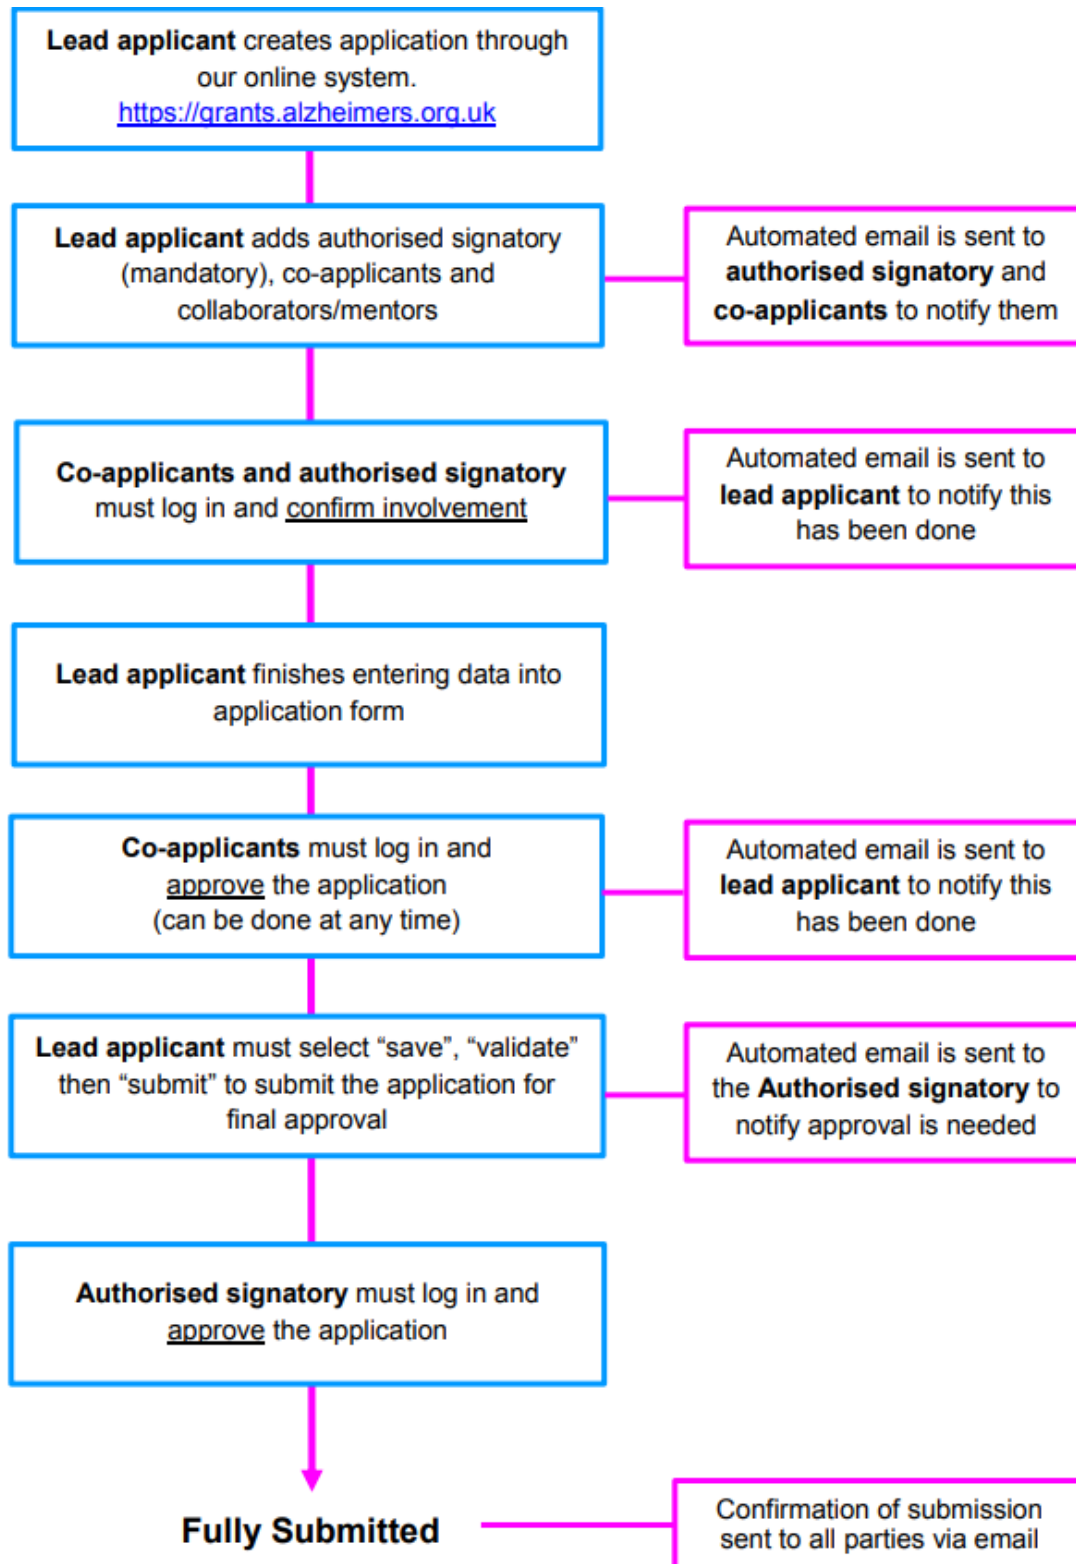 Lead applicant creates application through
our online system.
https://grants.alzheimers.org.uk
Lead applicant adds authorised signatory
(mandatory), co-applicants and
collaborators/mentors
Automated email is sent to
authorised signatory and
co-applicants to notify them
Co-applicants and authorised signatory
must log in and confirm involvement
Automated email is sent to
lead applicant to notify this
has been done
Lead applicant finishes entering data into
application form
Co-applicants must log in and
approve the application
(can be done at any time)
Automated email is sent to
lead applicant to notify this
has been done
Lead applicant must select “save”, “validate”
then “submit” to submit the application for
final approval
Automated email is sent to
the Authorised signatory to
notify approval is needed
Authorised signatory must log in and
approve the application
Fully Submitted
Confirmation of submission
sent to all parties via email